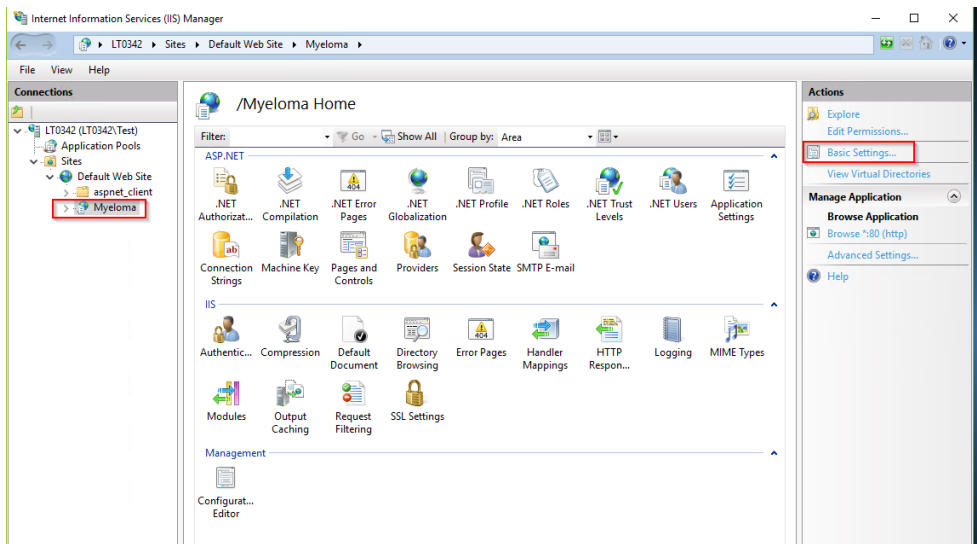 Internet Information Services (IIS) Manager
LT0342 Sites Default Web Site Myeloma
File View Help
Connections
LT0342 (LT0342\Test)
Application Pools
Sites
Default Web Site
aspnet_client
Myeloma
/Myeloma Home
Filter: Go Show All Group by: Area
ASP.NET
.NET Authorizat...
.NET Compilation
.NET Error Pages
.NET Globalization
.NET Profile
.NET Roles
.NET Trust Levels
.NET Users
Application Settings
Connection Strings
Machine Key
Pages and Controls
Providers
Session State
SMTP E-mail
IIS
Authentic...
Compression
Default Document
Directory Browsing
Error Pages
Handler Mappings
HTTP Respon...
Logging
MIME Types
Modules
Output Caching
Request Filtering
SSL Settings
Management
Configurat... Editor
Actions
Explore
Edit Permissions...
Basic Settings...
View Virtual Directories
Manage Application
Browse Application
Browse *:80 (http)
Advanced Settings...
Help